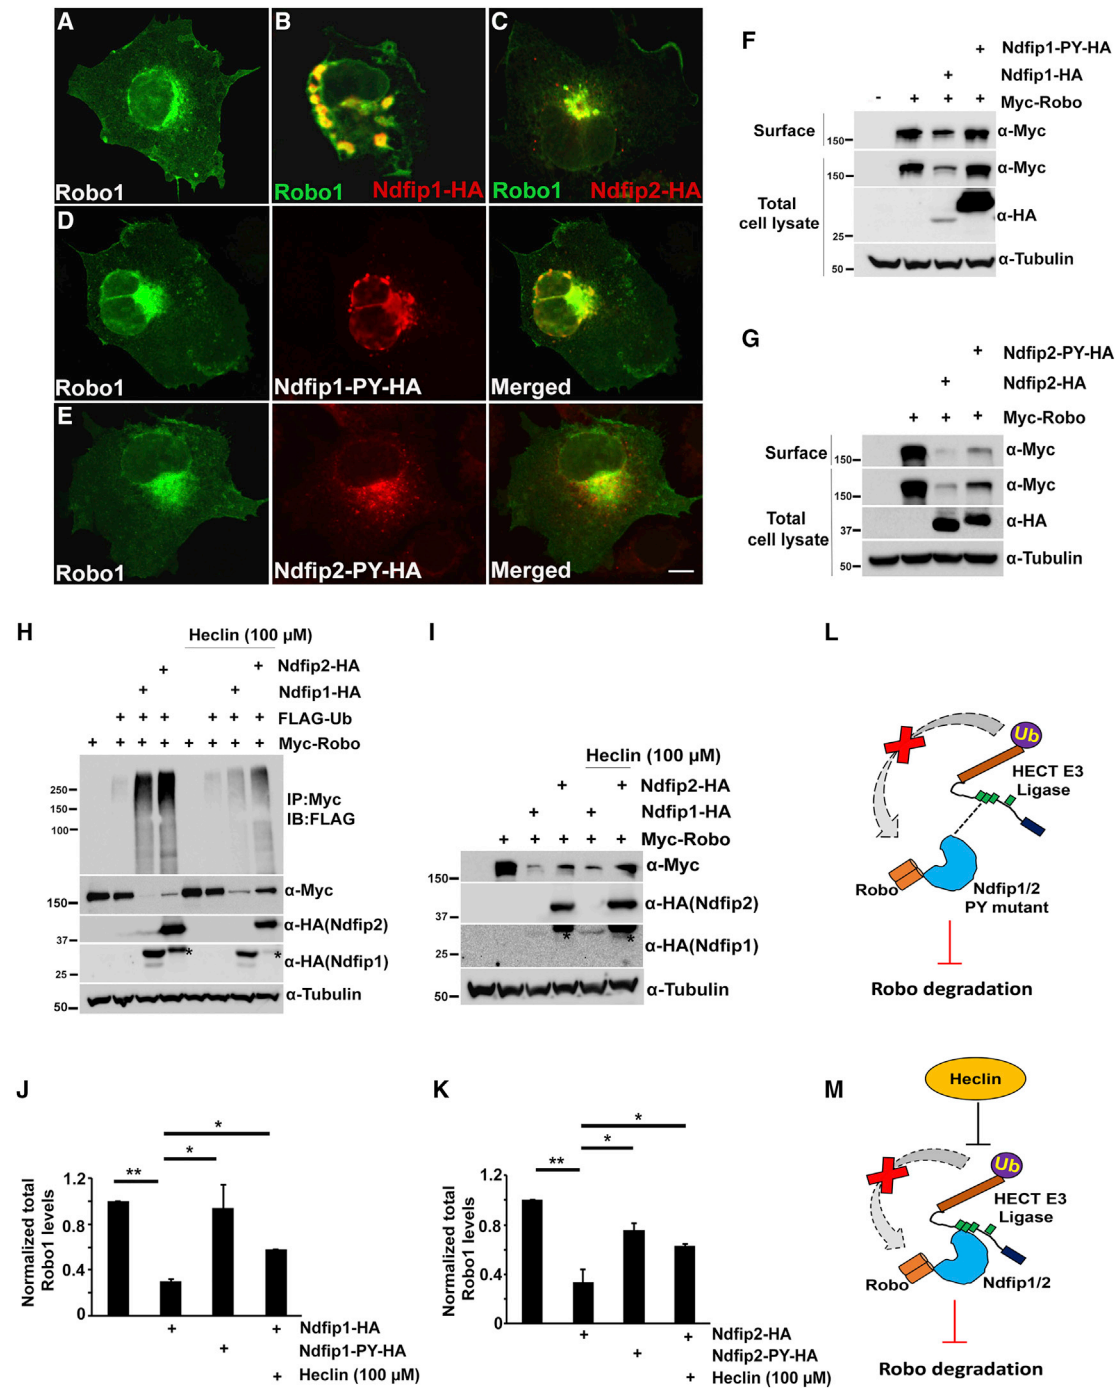 A
B
C
Robo1
Robo1
Ndfip1-HA
Robo1
Ndfip2-HA
D
Robo1
Ndfip1-PY-HA
Merged
E
Robo1
Ndfip2-PY-HA
Merged
F
+ Ndfip1-PY-HA
+ Ndfip1-HA
- + + + Myc-Robo
Surface
150
α-Myc
150
α-Myc
Total
cell lysate
α-HA
25
50
α-Tubulin
G
+ Ndfip2-PY-HA
+ Ndfip2-HA
+ + + Myc-Robo
Surface
150
α-Myc
150
α-Myc
Total
cell lysate
37
α-HA
50
α-Tubulin
H
Heclin (100 µM)
+ + Ndfip2-HA
+ + Ndfip1-HA
+ + + + + + FLAG-Ub
+ + + + + + + + Myc-Robo
250
150
100
IP:Myc
IB:FLAG
150
α-Myc
37
α-HA(Ndfip2)
25
* *
α-HA(Ndfip1)
50
α-Tubulin
I
Heclin (100 µM)
+ + Ndfip2-HA
+ + Ndfip1-HA
+ + + + + Myc-Robo
150
α-Myc
37
α-HA(Ndfip2)
25
* *
α-HA(Ndfip1)
50
α-Tubulin
L
Ub
HECT E3
Ligase
Robo
Ndfip1/2
PY mutant
Robo degradation
J
Normalized total
Robo1 levels
1.2
0.8
0.4
0
**
*
*
+ + Ndfip1-HA
+ Ndfip1-PY-HA
+ Heclin (100 µM)
K
Normalized total
Robo1 levels
1.2
0.8
0.4
0
**
*
*
+ + Ndfip2-HA
+ Ndfip2-PY-HA
+ Heclin (100 µM)
M
Heclin
Ub
HECT E3
Ligase
Robo
Ndfip1/2
Robo degradation